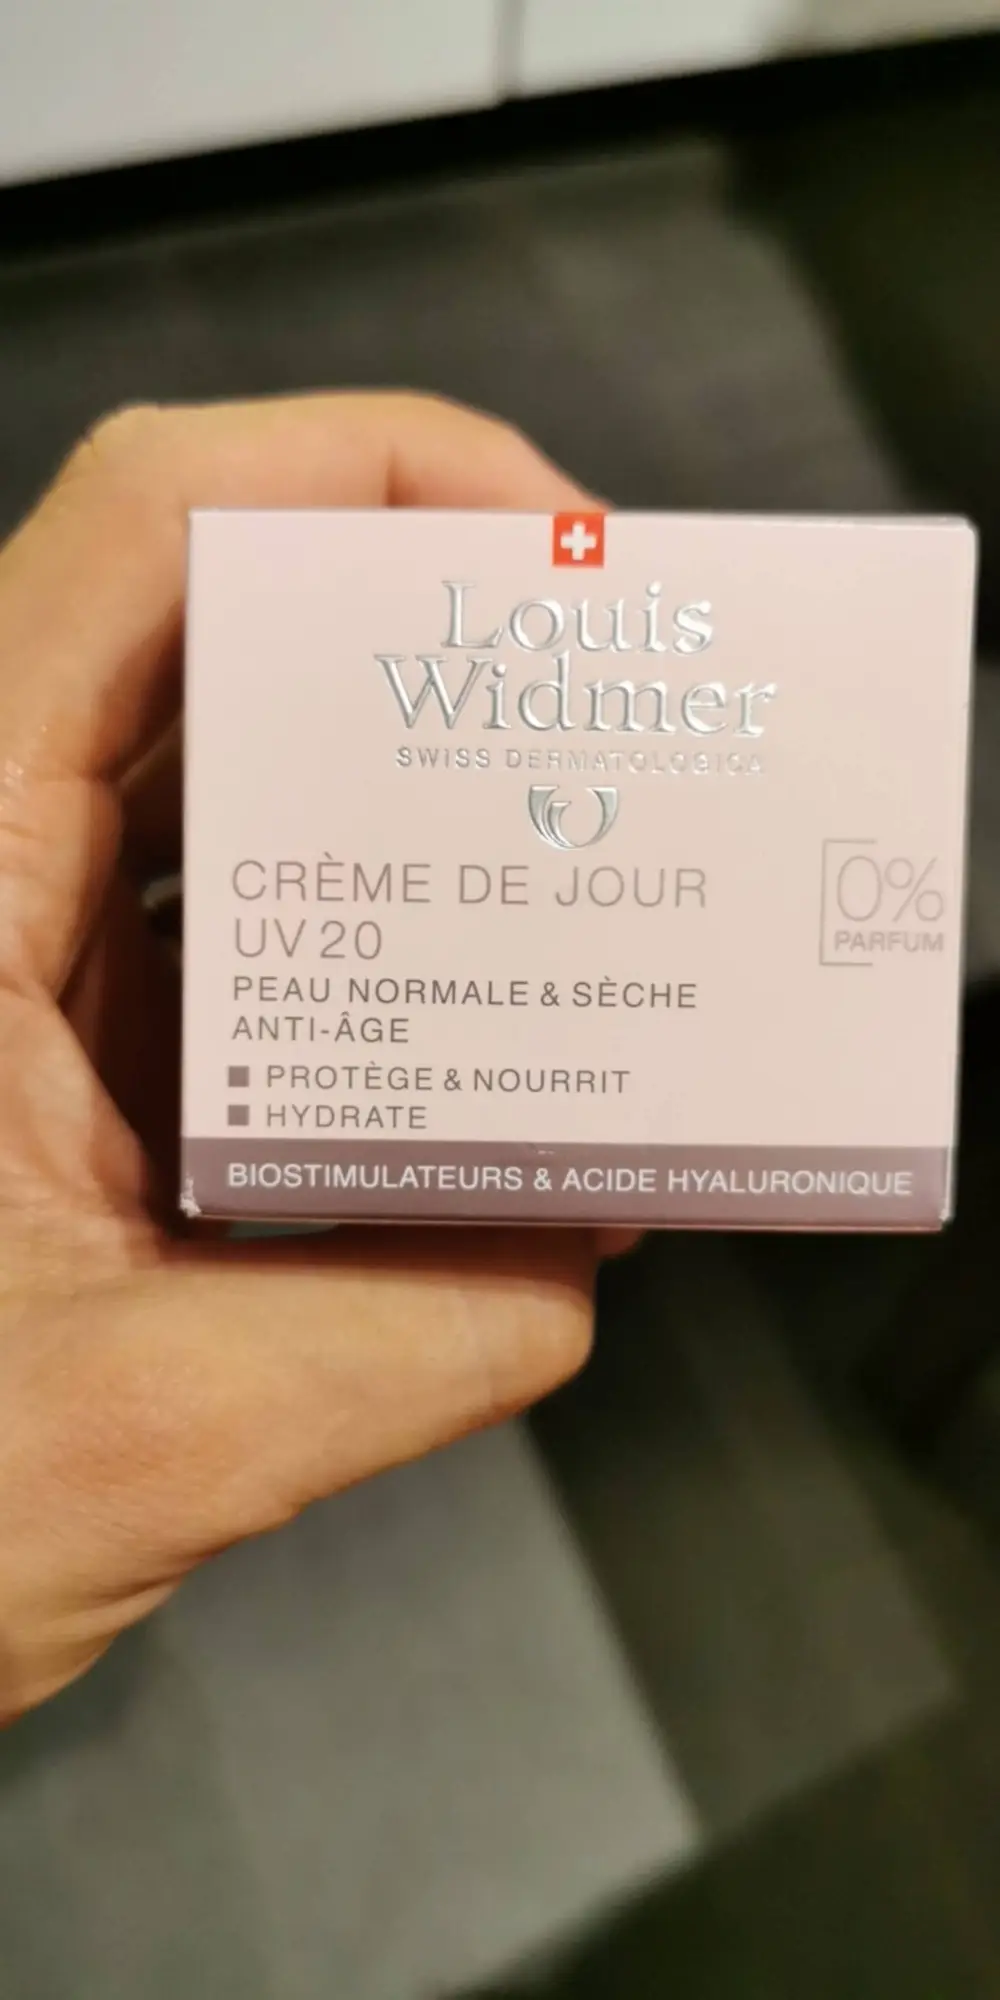 Louis
Widmer
SWISS DERMATOLOGICA
CRÈME DE JOUR
UV 20
PEAU NORMALE & SÈCHE
ANTI-ÂGE
PROTÈGE & NOURRIT
HYDRATE
0%
PARFUM
BIOSTIMULATEURS & ACIDE HYALURONIQUE